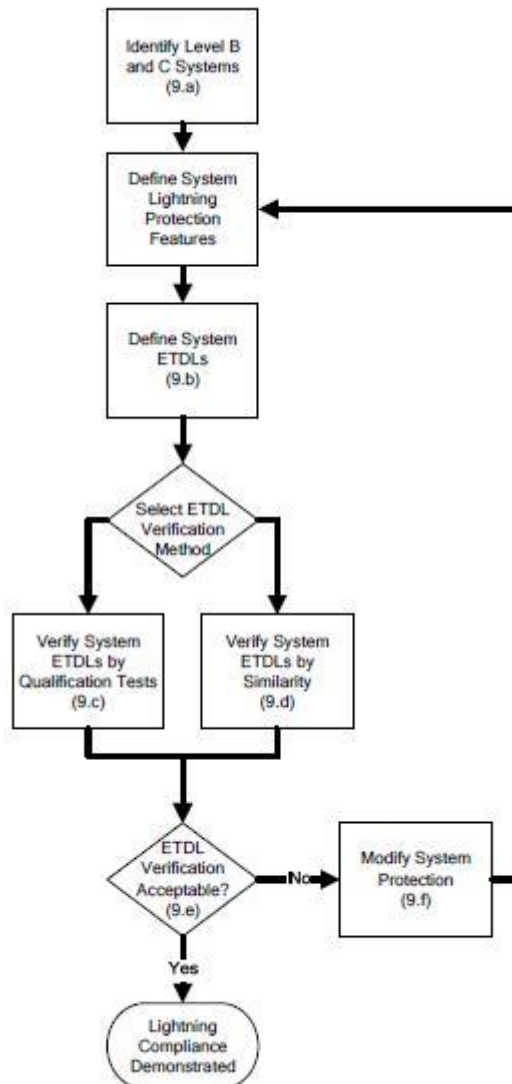 Identify Level B
and C Systems
(9.a)
Define System
Lightning
Protection
Features
Define System
ETDLs
(9.b)
Select ETDL
Verification
Method
Verify System
ETDLs by
Qualification Tests
(9.c)
Verify System
ETDLs by
Similarity
(9.d)
ETDL
Verification
Acceptable?
(9.e)
No
Modify System
Protection
(9.f)
Yes
Lightning
Compliance
Demonstrated